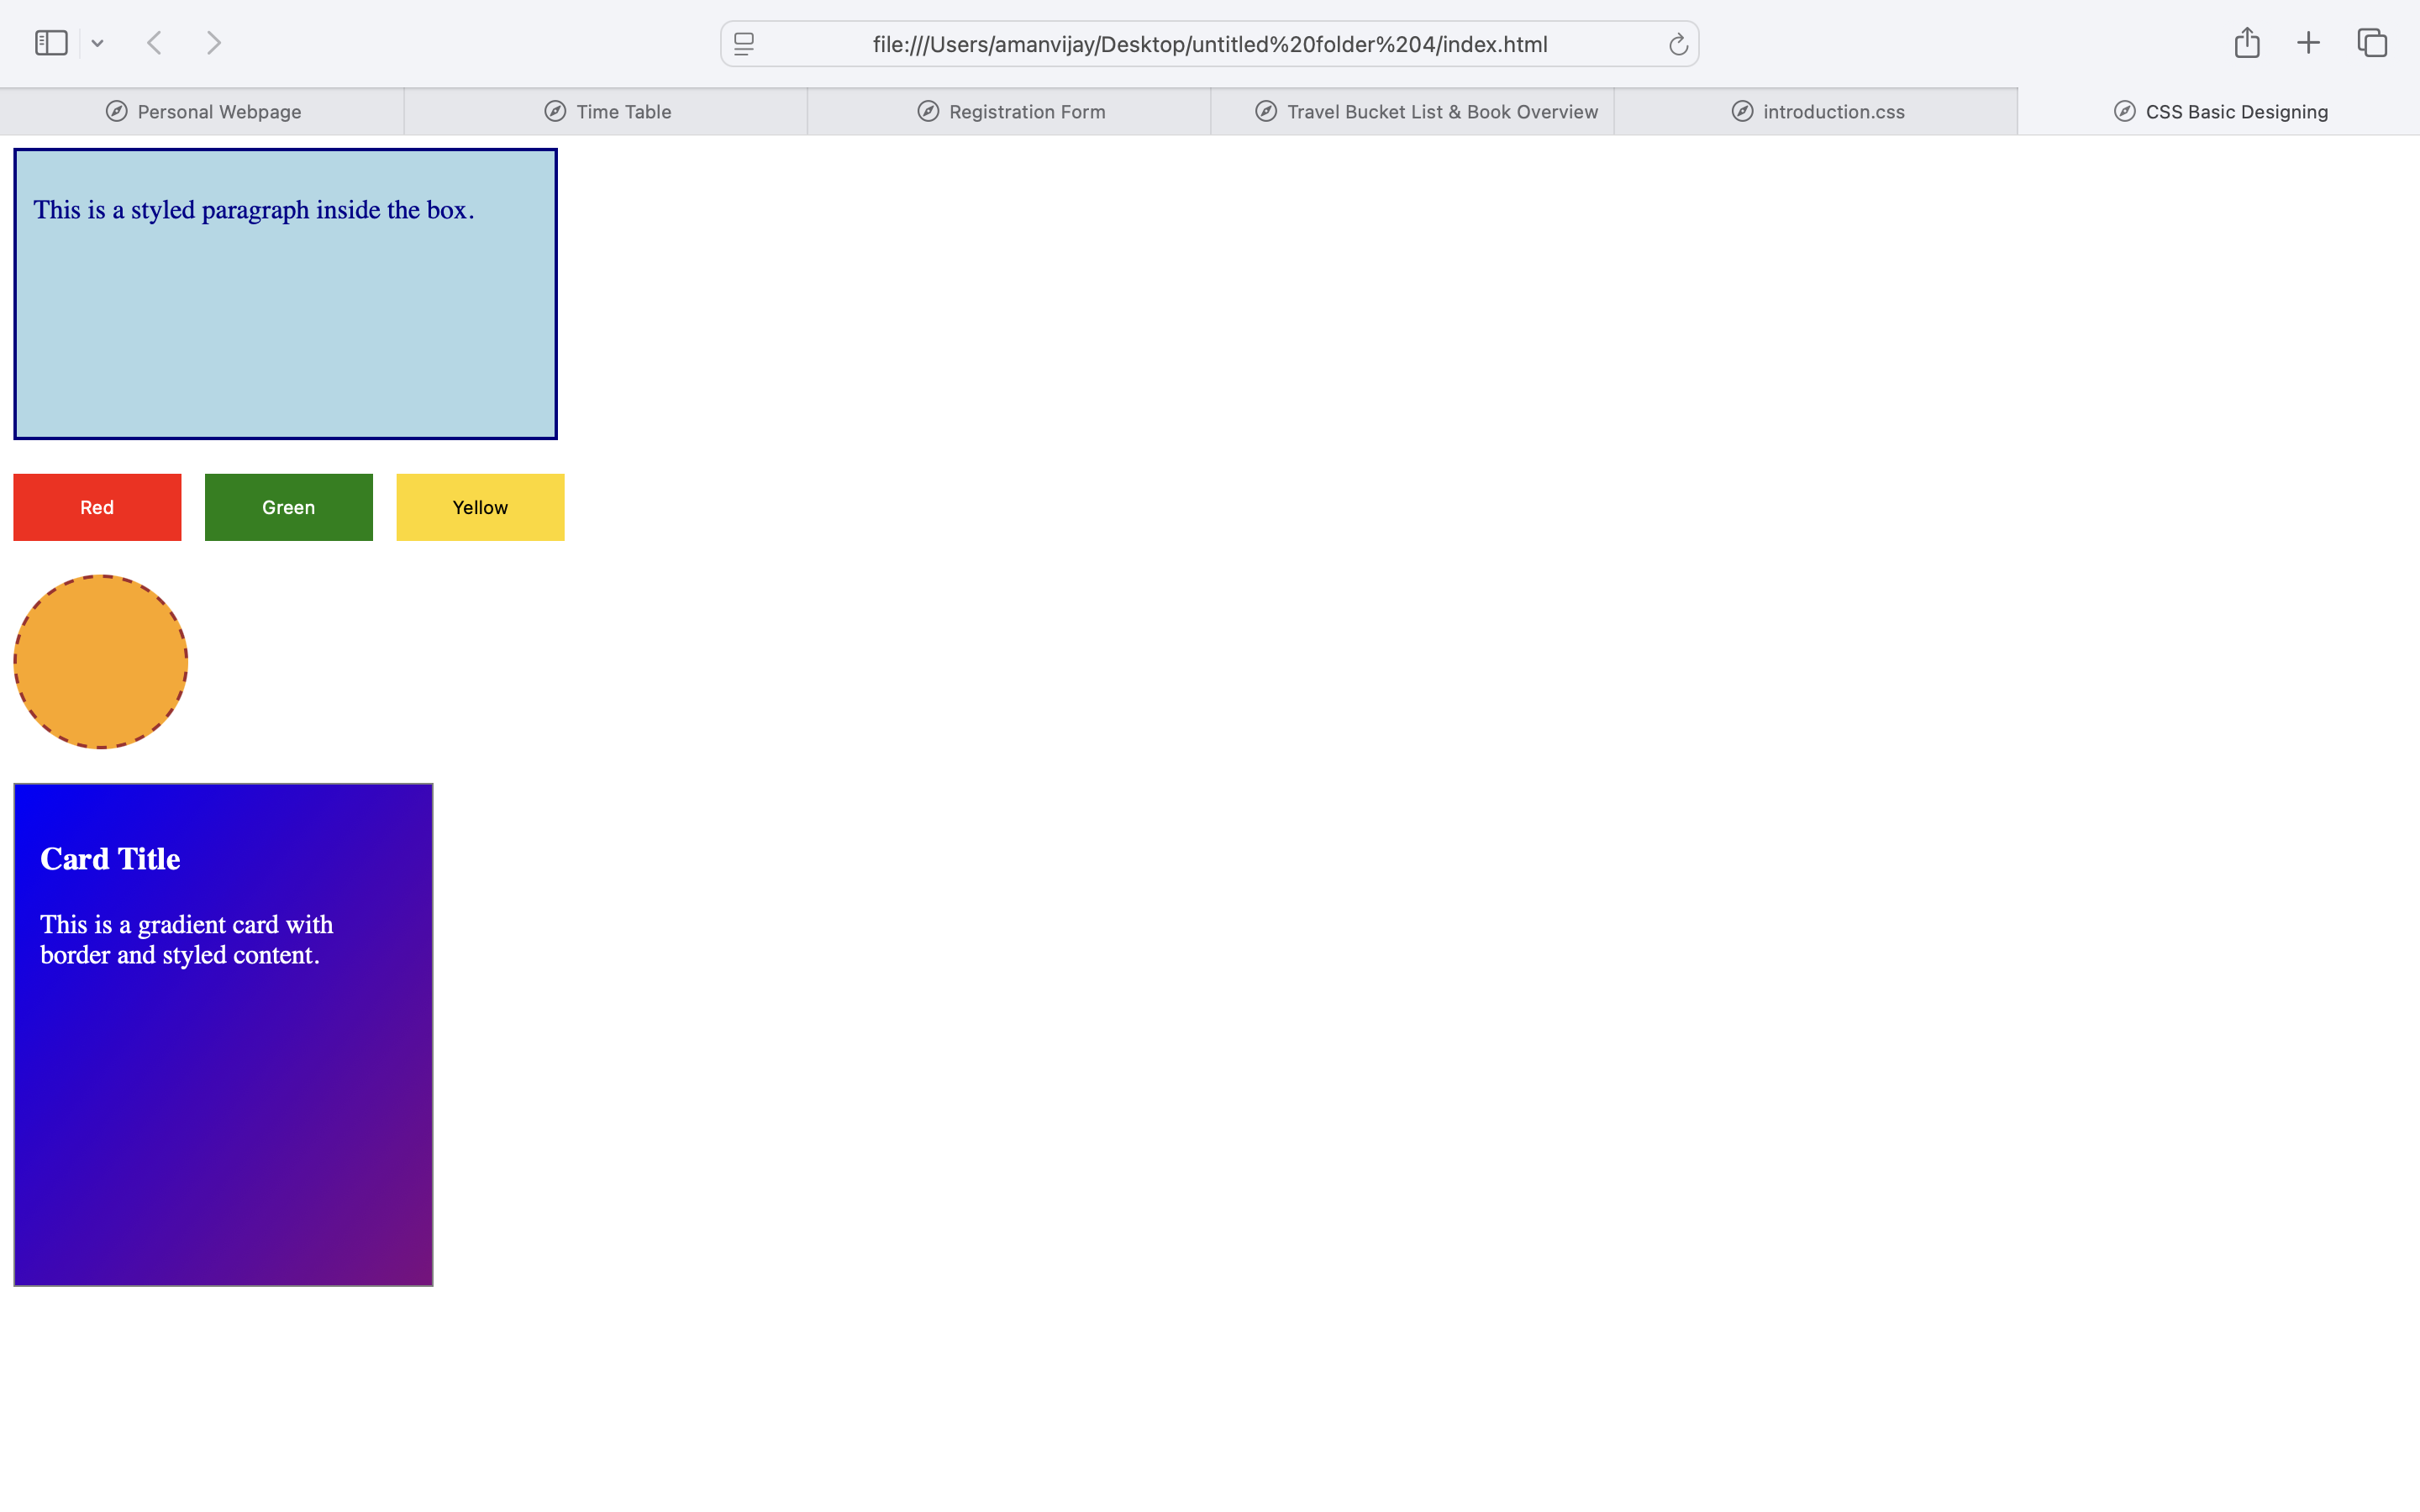 file:///Users/amanvijay/Desktop/untitled%20folder%204/index.html
Personal Webpage
Time Table
Registration Form
Travel Bucket List & Book Overview
introduction.css
CSS Basic Designing
This is a styled paragraph inside the box.
Red
Green
Yellow
Card Title
This is a gradient card with
border and styled content.